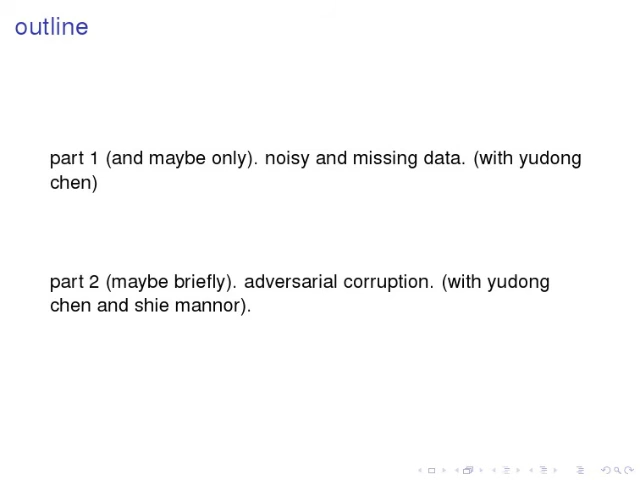 outline
part 1 (and maybe only). noisy and missing data. (with yudong
chen)
part 2 (maybe briefly). adversarial corruption. (with yudong
chen and shie mannor).